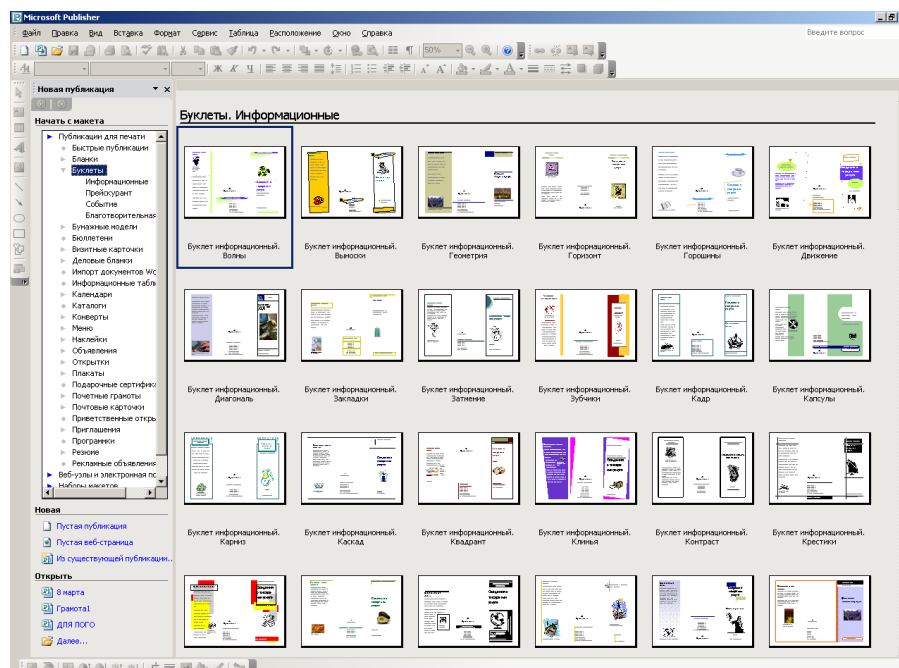 Microsoft Publisher
Файл Правка Вид Вставка Формат Сервис Таблица Расположение Окно Справка
Введите вопрос
50%
Ж К Ч
Новая публикация
Начать с макета
Публикации для печати
Быстрые публикации
Бланки
Буклеты
Информационные
Прейскурант
Событие
Благотворительная
Бумажные модели
Бюллетени
Визитные карточки
Деловые бланки
Импорт документов Wo
Информационные табли
Календари
Каталоги
Конверты
Меню
Наклейки
Объявления
Открытки
Плакаты
Подарочные сертифика
Почетные грамоты
Почтовые карточки
Приветственные откры
Приглашения
Программки
Резюме
Рекламные объявления
Веб-узлы и электронная по
Наборы макетов
Новая
Пустая публикация
Пустая веб-страница
Из существующей публикации...
Открыть
8 марта
Грамота1
ДЛЯ ЛОГО
Далее...
Буклеты. Информационные
Буклет информационный. Волны
Буклет информационный. Выноски
Буклет информационный. Геометрия
Буклет информационный. Горизонт
Буклет информационный. Горошины
Буклет информационный. Движение
Буклет информационный. Диагональ
Буклет информационный. Закладки
Буклет информационный. Затмение
Буклет информационный. Зубчики
Буклет информационный. Кадр
Буклет информационный. Капсулы
Буклет информационный. Карниз
Буклет информационный. Каскад
Буклет информационный. Квадрант
Буклет информационный. Клинья
Буклет информационный. Контраст
Буклет информационный. Крестики